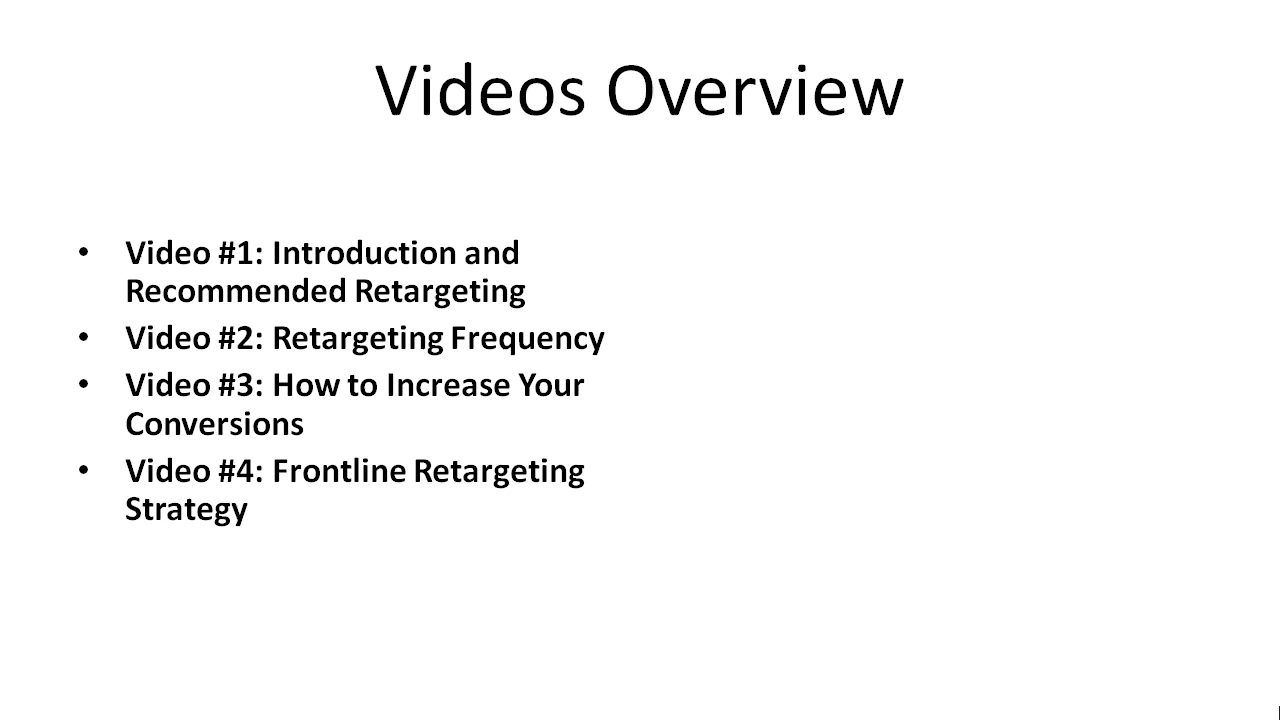 Videos Overview
• Video #1: Introduction and
Recommended Retargeting
• Video #2: Retargeting Frequency
• Video #3: How to Increase Your
Conversions
• Video #4: Frontline Retargeting
Strategy